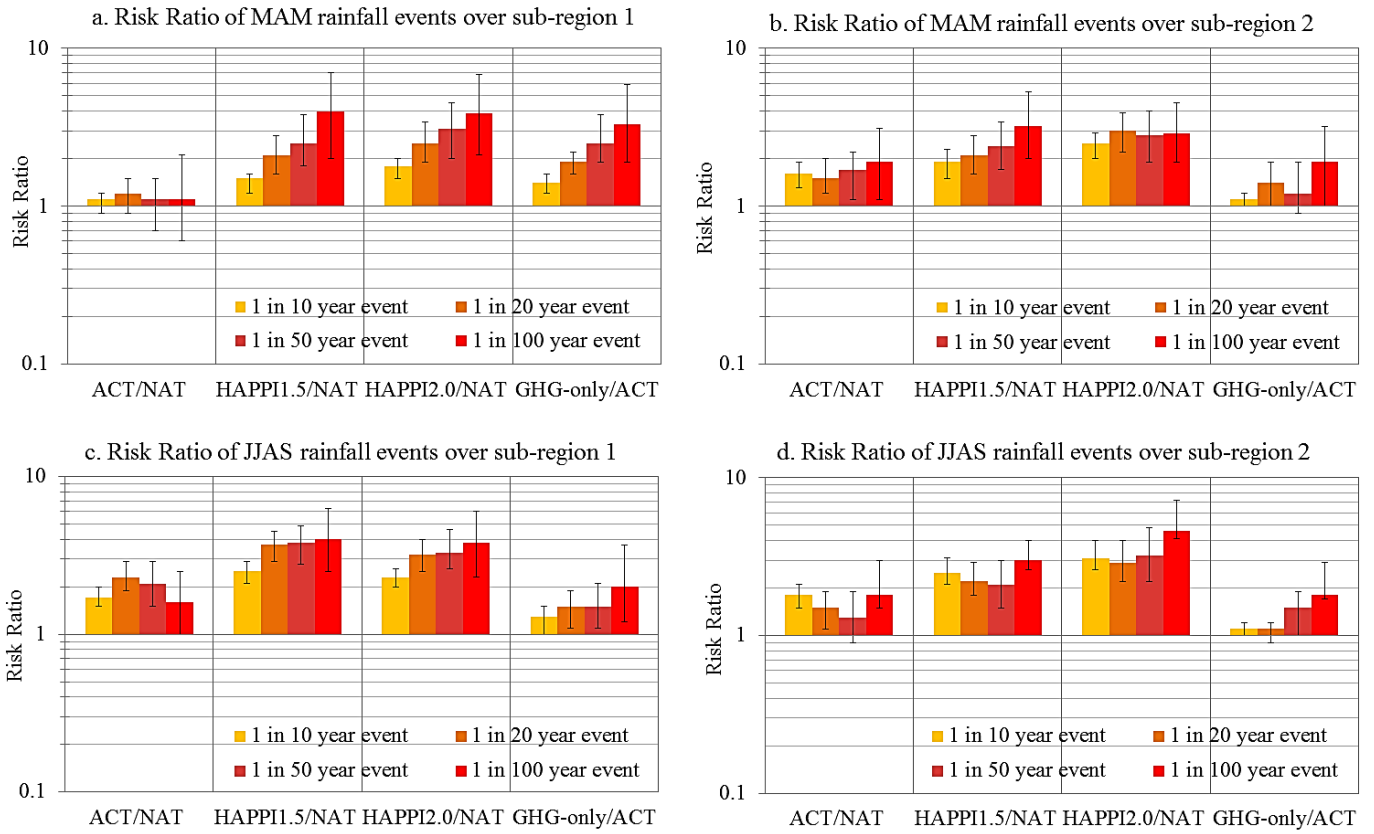 a. Risk Ratio of MAM rainfall events over sub-region 1
10
1
0.1
Risk Ratio
1 in 10 year event
1 in 20 year event
1 in 50 year event
1 in 100 year event
ACT/NAT
HAPPI1.5/NAT
HAPPI2.0/NAT
GHG-only/ACT
b. Risk Ratio of MAM rainfall events over sub-region 2
10
1
0.1
Risk Ratio
1 in 10 year event
1 in 20 year event
1 in 50 year event
1 in 100 year event
ACT/NAT
HAPPI1.5/NAT
HAPPI2.0/NAT
GHG-only/ACT
c. Risk Ratio of JJAS rainfall events over sub-region 1
10
1
0.1
Risk Ratio
1 in 10 year event
1 in 20 year event
1 in 50 year event
1 in 100 year event
ACT/NAT
HAPPI1.5/NAT
HAPPI2.0/NAT
GHG-only/ACT
d. Risk Ratio of JJAS rainfall events over sub-region 2
10
1
0.1
Risk Ratio
1 in 10 year event
1 in 20 year event
1 in 50 year event
1 in 100 year event
ACT/NAT
HAPPI1.5/NAT
HAPPI2.0/NAT
GHG-only/ACT